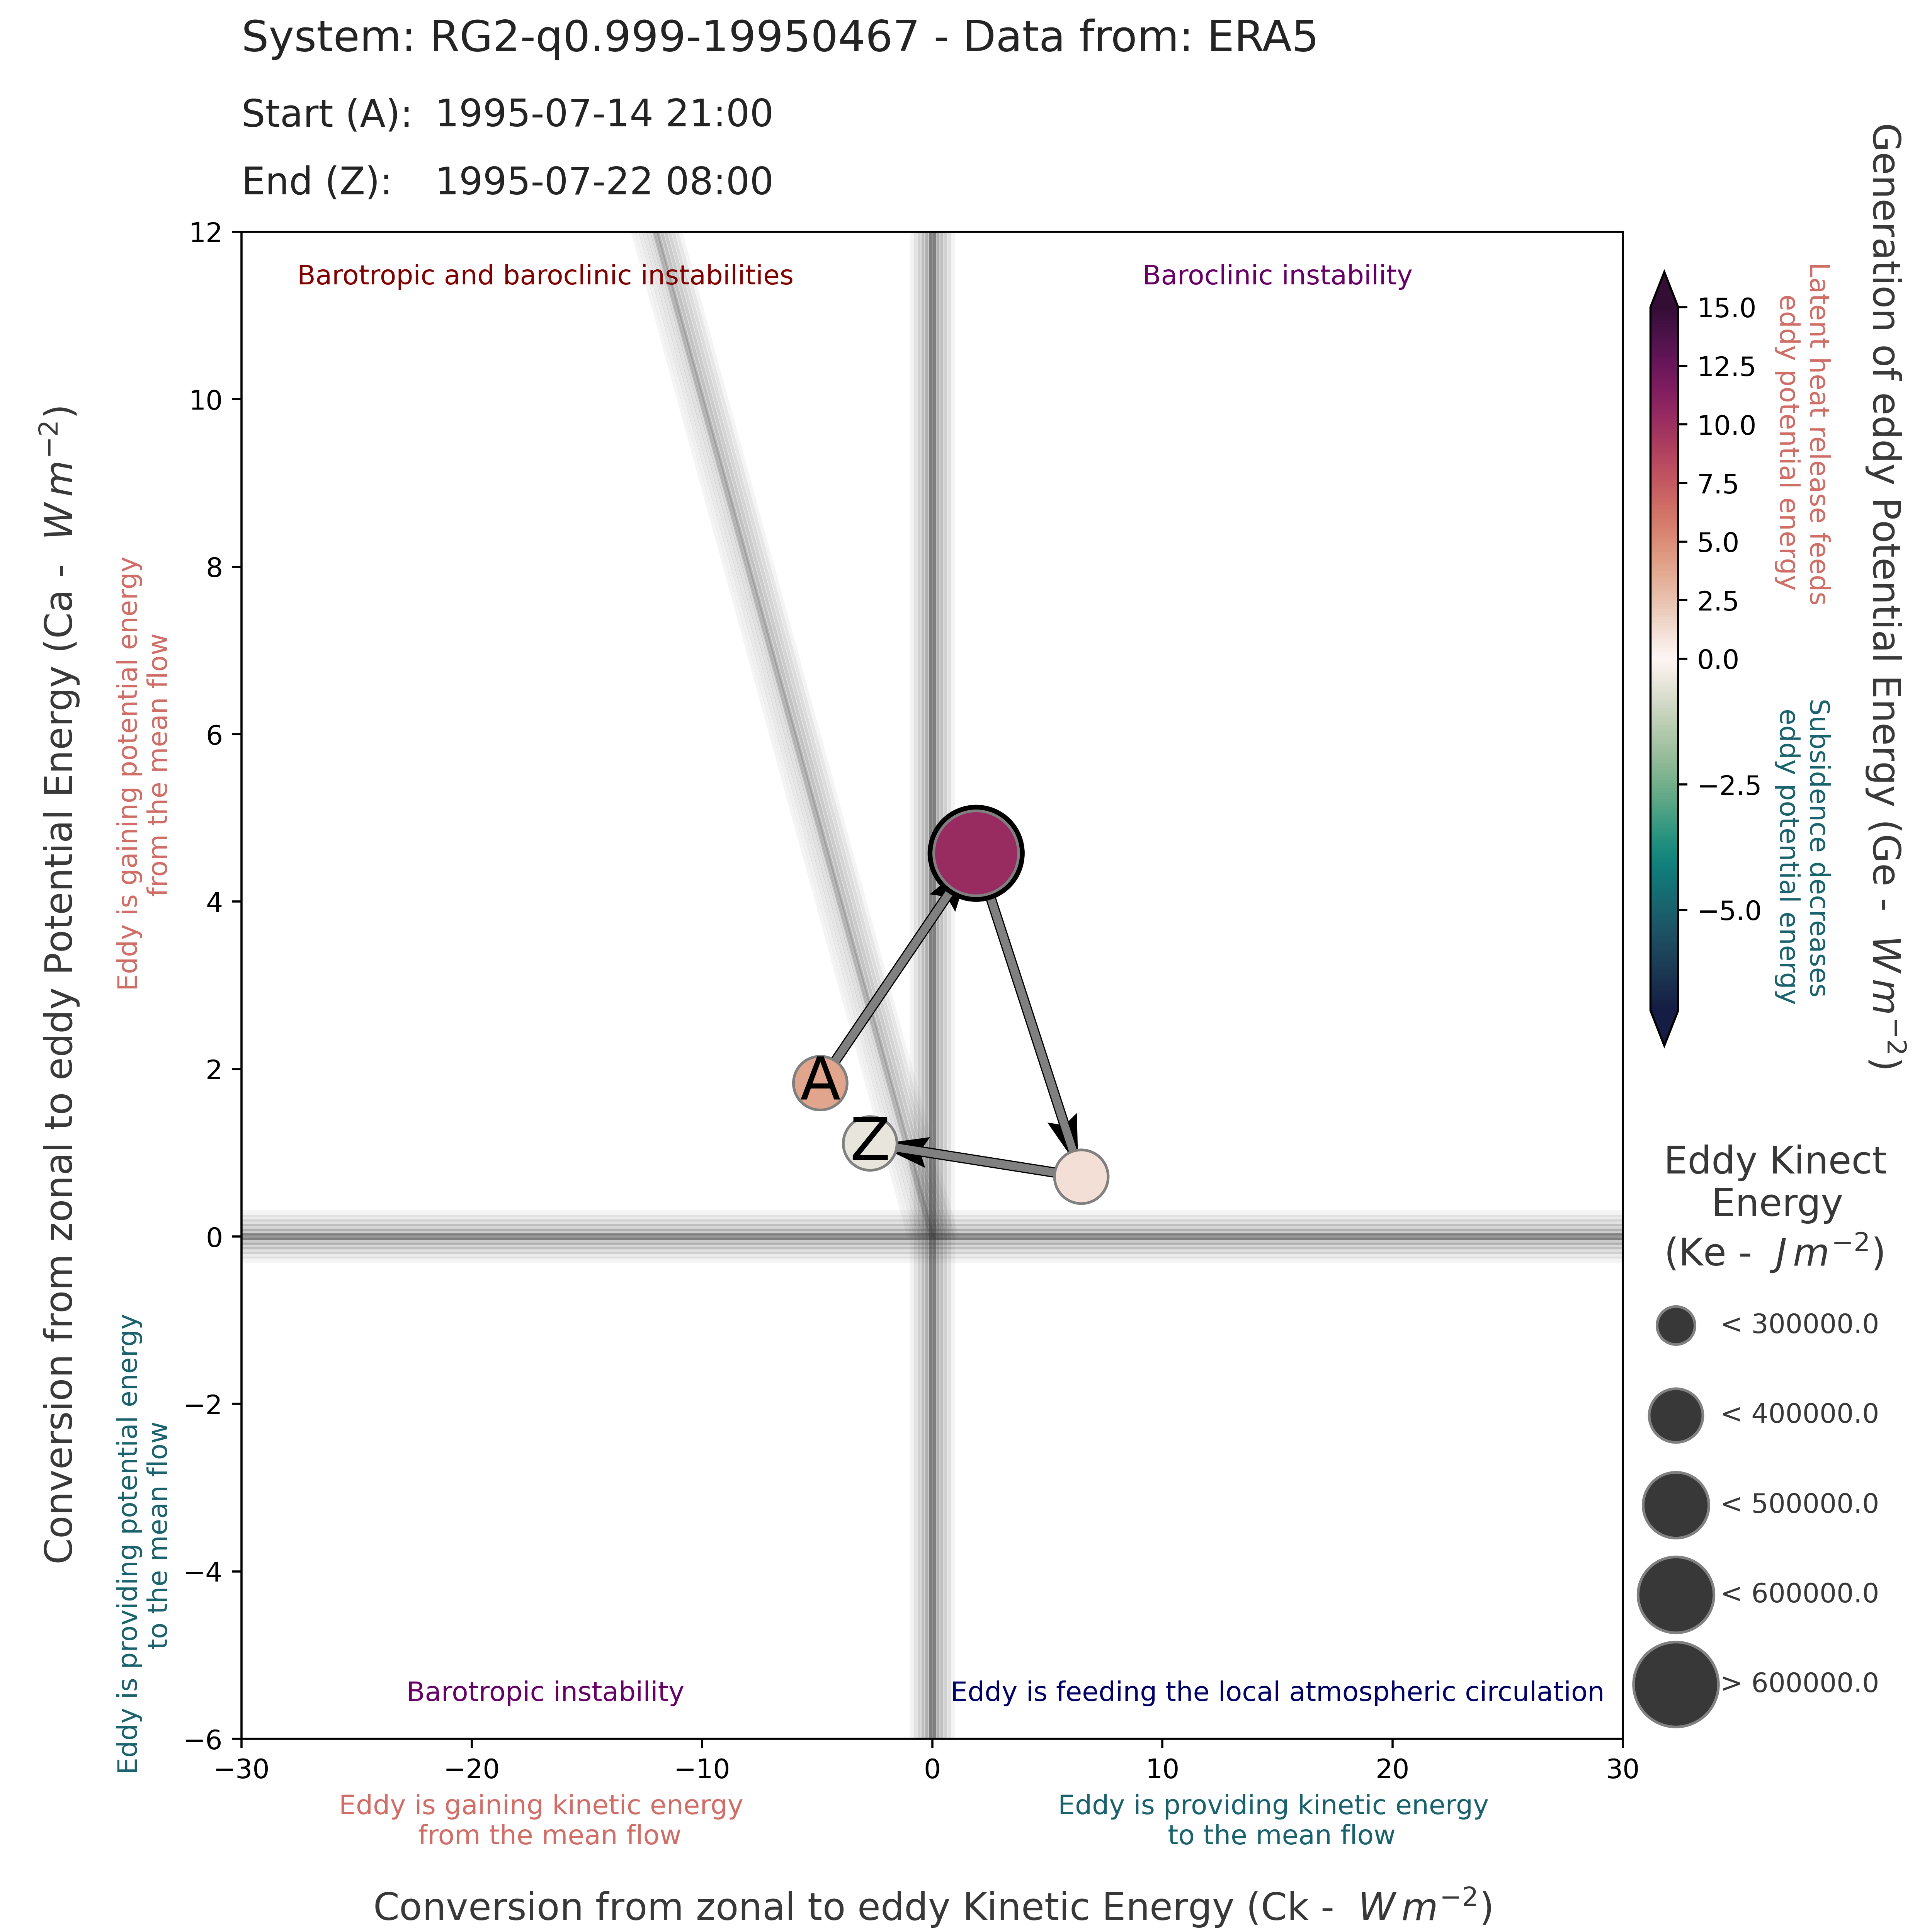 System: RG2-q0.999-19950467 - Data from: ERA5
Start (A): 1995-07-14 21:00
End (Z): 1995-07-22 08:00
Conversion from zonal to eddy Potential Energy (Ca - W m⁻²)
Eddy is gaining potential energy
from the mean flow
Eddy is providing potential energy
to the mean flow
12
10
8
6
4
2
0
−2
−4
−6
Barotropic and baroclinic instabilities
Baroclinic instability
A
Z
Barotropic instability
Eddy is feeding the local atmospheric circulation
−30
−20
−10
0
10
20
30
Eddy is gaining kinetic energy
from the mean flow
Eddy is providing kinetic energy
to the mean flow
Conversion from zonal to eddy Kinetic Energy (Ck - W m⁻²)
15.0
12.5
10.0
7.5
5.0
2.5
0.0
−2.5
−5.0
Latent heat release feeds
eddy potential energy
Subsidence decreases
eddy potential energy
Generation of eddy Potential Energy (Ge - W m⁻²)
Eddy Kinect
Energy
(Ke - J m⁻²)
< 300000.0
< 400000.0
< 500000.0
< 600000.0
> 600000.0